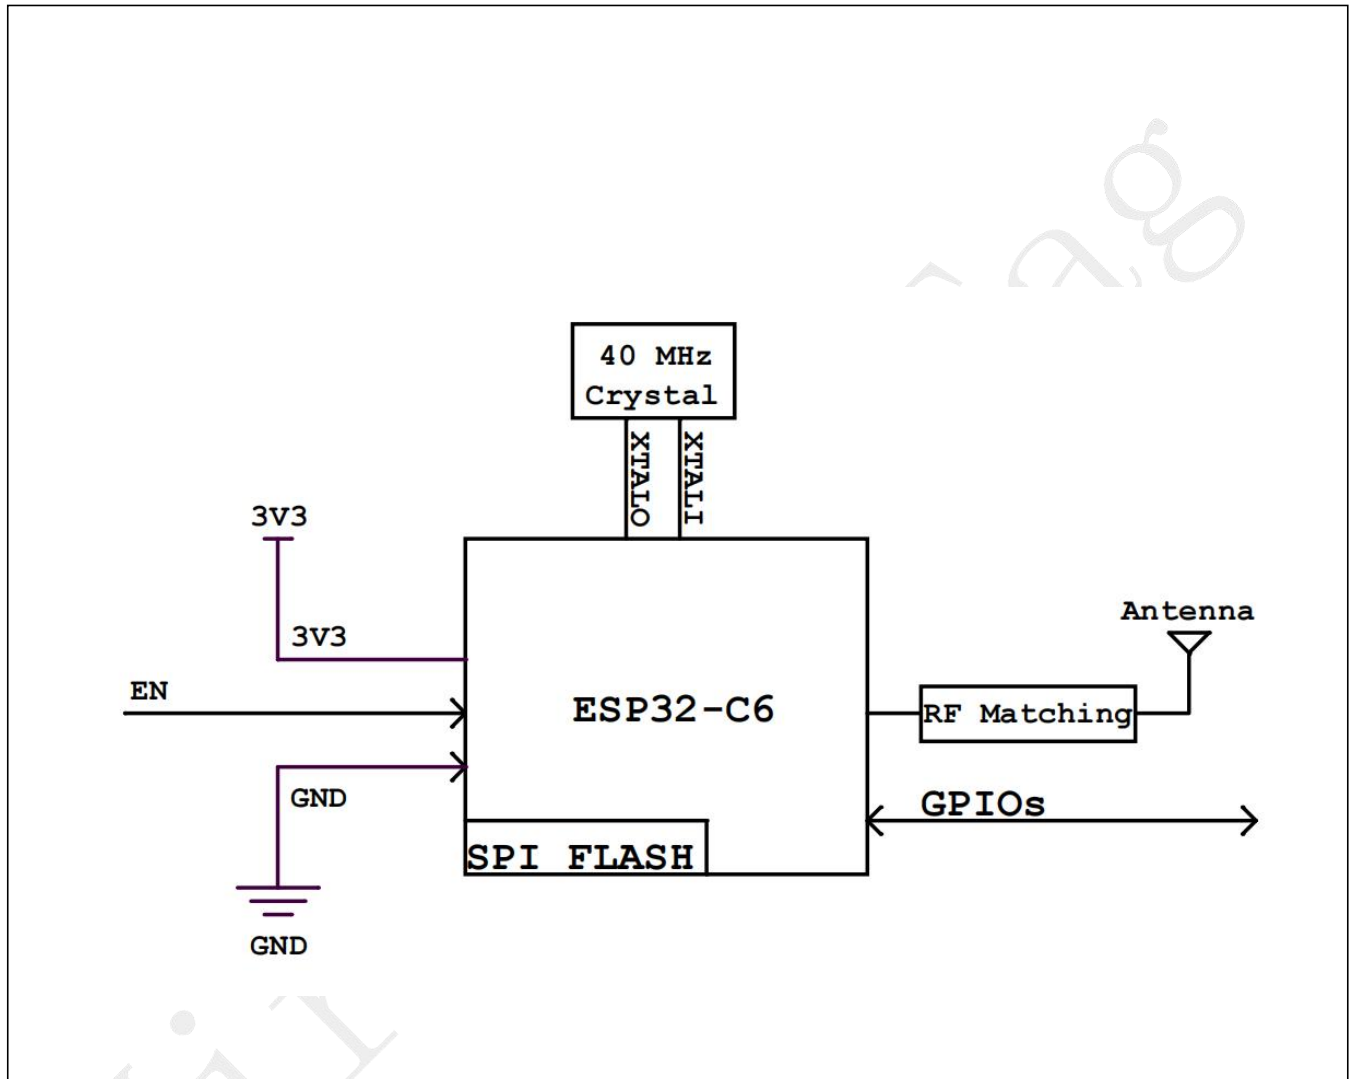 40 MHz
Crystal
XTALO
XTALI
3V3
3V3
EN
ESP32-C6
Antenna
RF Matching
GND
GPIOs
SPI FLASH
GND